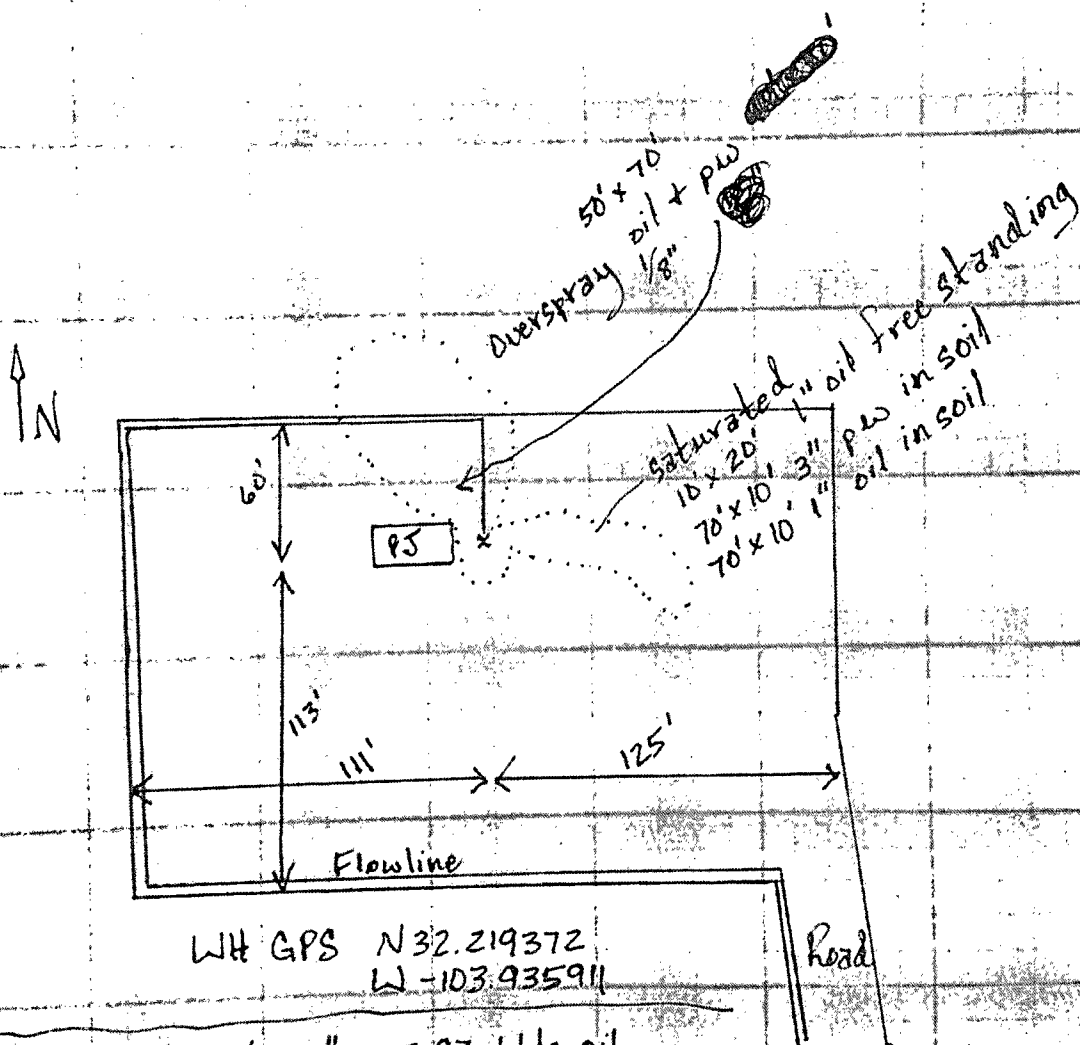 50' x 70'
oil + pw
Overspray 1/8"
Saturated
10' x 20' 1" oil free standing
70' x 10' 3" pw in soil
70' x 10' 1" oil in soil
N
60'
PJ
113'
111'
125'
Flowline
WH GPS N32.219372
W-103.935911
Road